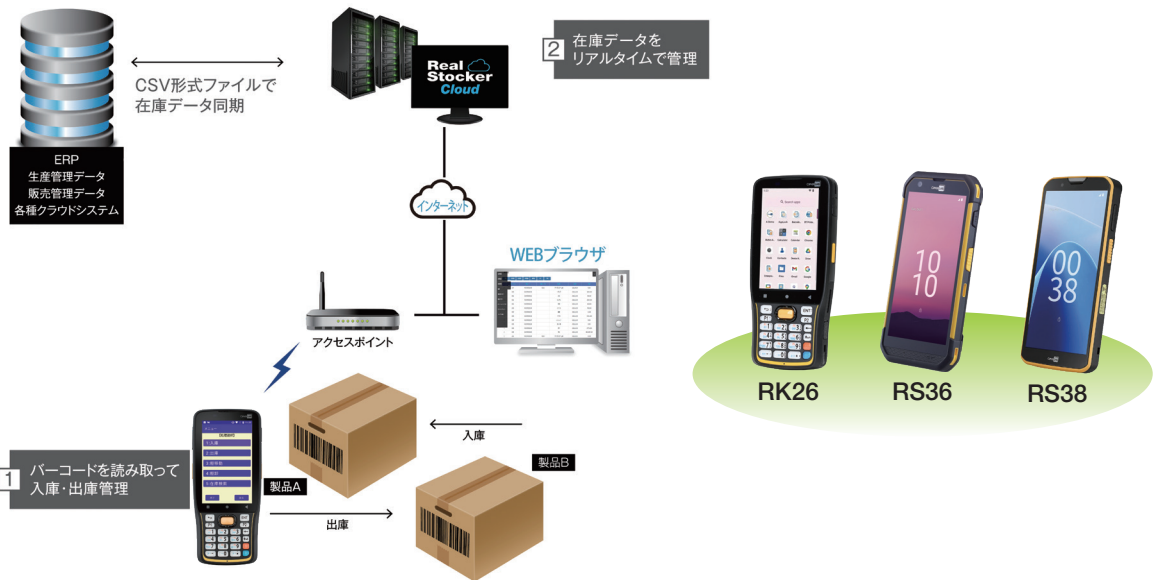 CSV形式ファイルで
在庫データ同期
ERP
生産管理データ
販売管理データ
各種クラウドシステム
Real
Stocker
Cloud
2
在庫データを
リアルタイムで管理
インターネット
WEBブラウザ
アクセスポイント
1
バーコードを読み取って
入庫・出庫管理
製品A
入庫
出庫
製品B
10
10
00
38
RK26
RS36
RS38